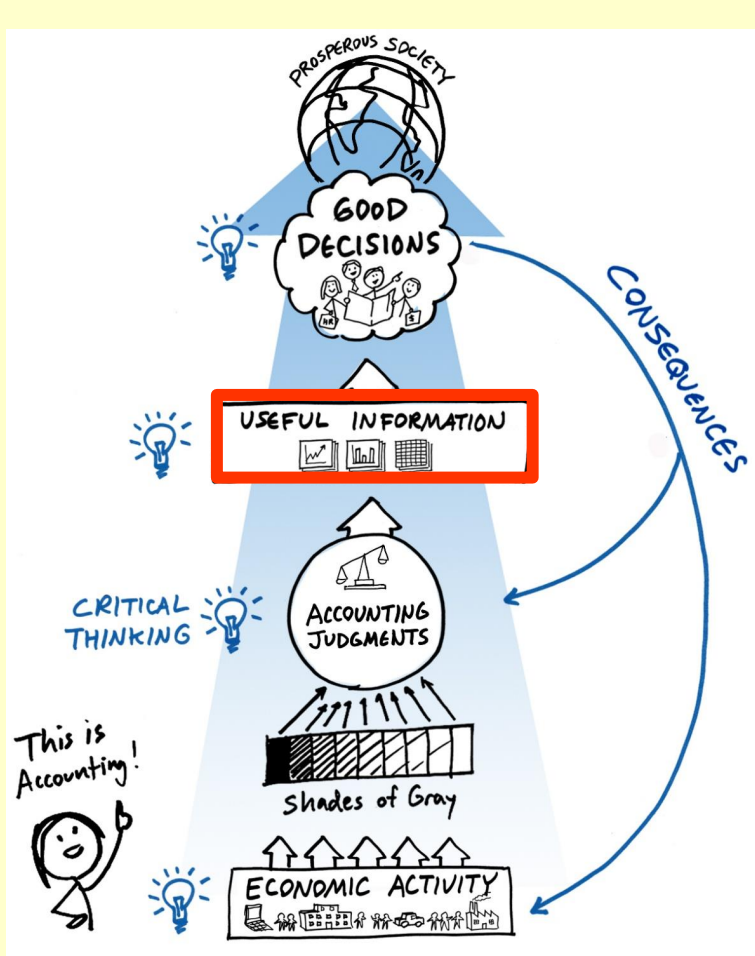 PROSPEROUS SOCIETY
GOOD
DECISIONS
HR
$
CONSEQUENCES
USEFUL INFORMATION
CRITICAL
THINKING
ACCOUNTING
JUDGMENTS
Shades of Gray
This is
Accounting!
ECONOMIC ACTIVITY